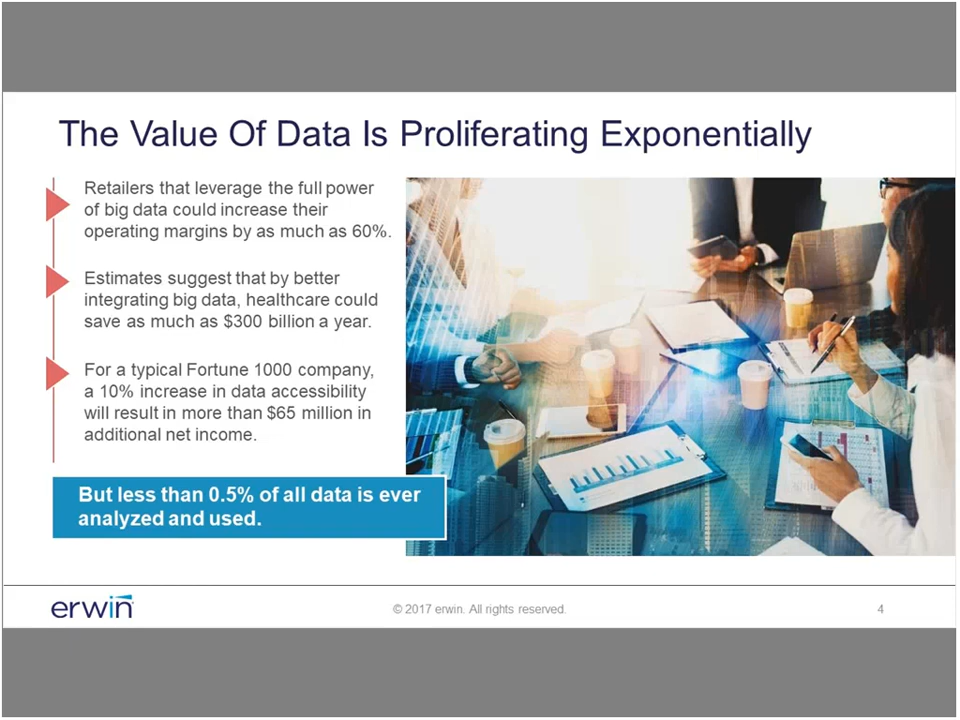 The Value Of Data Is Proliferating Exponentially
Retailers that leverage the full power
of big data could increase their
operating margins by as much as 60%.
Estimates suggest that by better
integrating big data, healthcare could
save as much as $300 billion a year.
For a typical Fortune 1000 company,
a 10% increase in data accessibility
will result in more than $65 million in
additional net income.
But less than 0.5% of all data is ever
analyzed and used.
erwin
© 2017 erwin. All rights reserved.
4